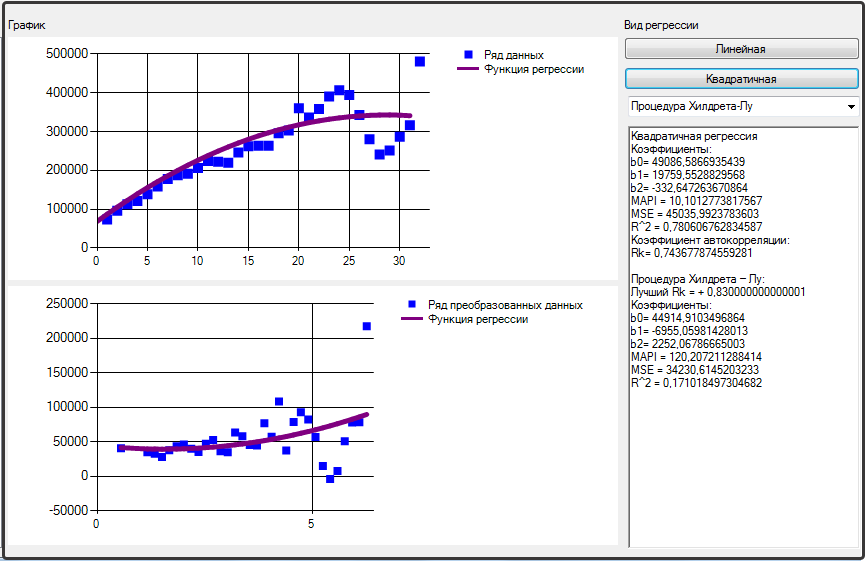 График
500000
400000
300000
200000
100000
0
0
5
10
15
20
25
30
Ряд данных
Функция регрессии
250000
200000
150000
100000
50000
0
-50000
0
5
Ряд преобразованных данных
Функция регрессии
Вид регрессии
Линейная
Квадратичная
Процедура Хилдрета-Лу
Квадратичная регрессия
Коэффициенты:
b0= 49086,5866935439
b1= 19759,5528829568
b2= -332,647263670864
MAPI = 10,1012773817567
MSE = 45035,9923783603
R^2 = 0,780606762834587
Коэффициент автокорреляции:
Rk= 0,743677874559281
Процедура Хилдрета – Лу:
Лучший Rk = + 0,830000000000001
Коэффициенты:
b0= 44914,9103496864
b1= -6955,05981428013
b2= 2252,06786665003
MAPI = 120,207211288414
MSE = 34230,6145203233
R^2 = 0,171018497304682